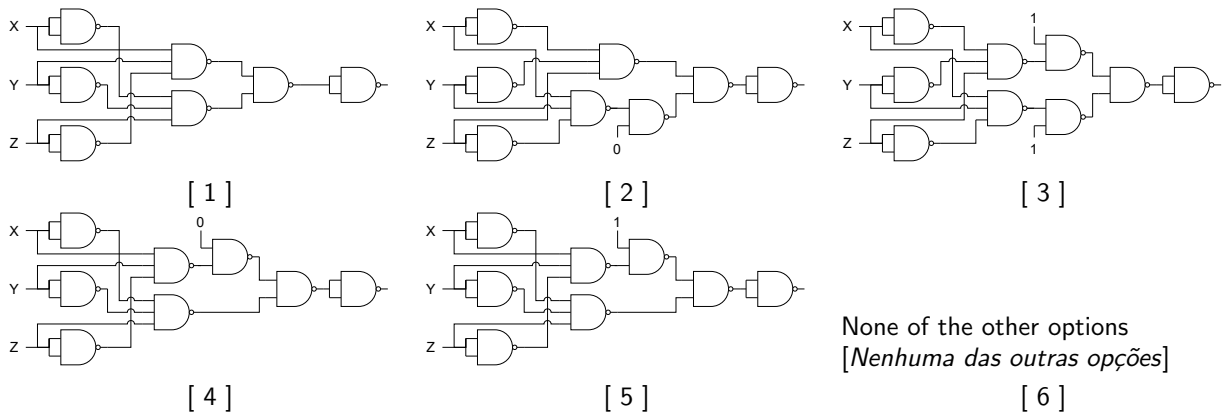 X
Y
Z
[ 1 ]
X
Y
Z
0
[ 2 ]
X
Y
Z
1
1
[ 3 ]
X
Y
Z
0
[ 4 ]
X
Y
Z
1
[ 5 ]
None of the other options
[Nenhuma das outras opções]
[ 6 ]